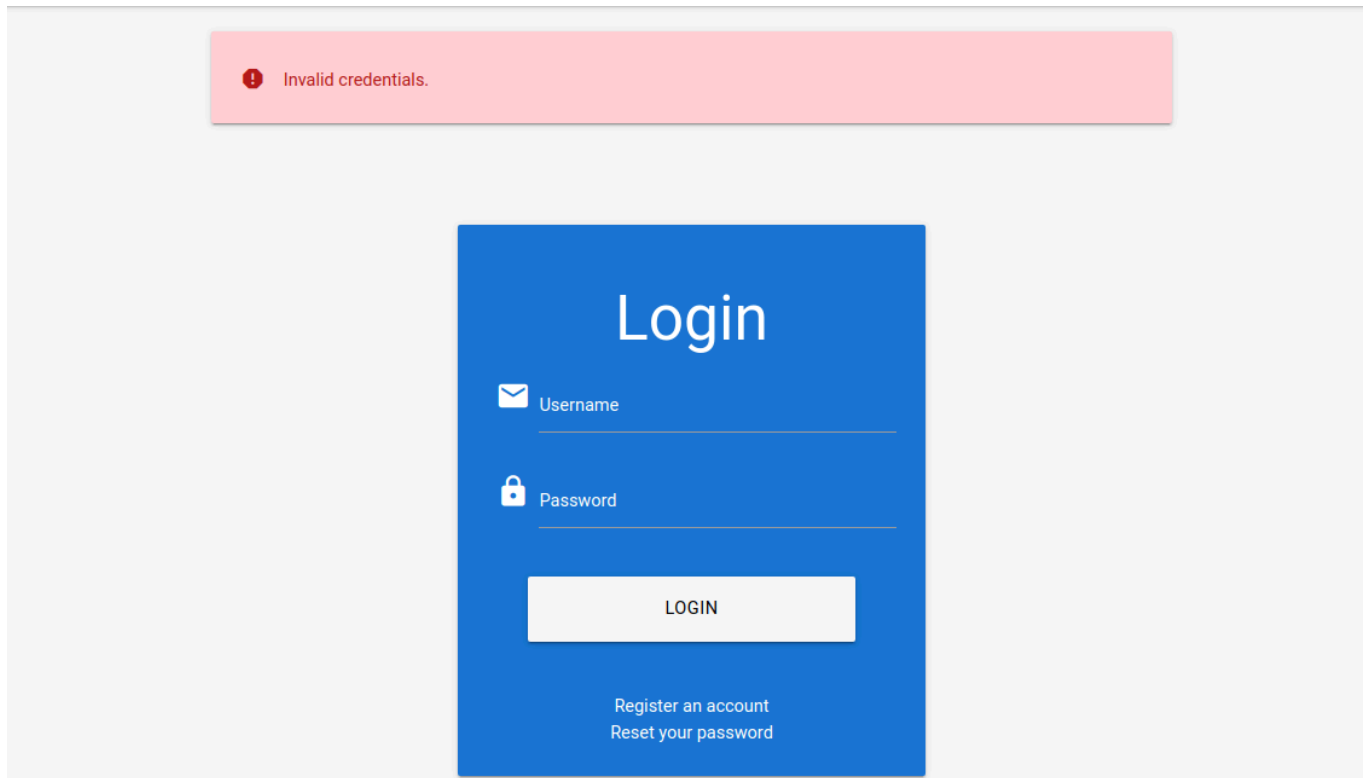 Invalid credentials.
Login
Username
Password
LOGIN
Register an account
Reset your password